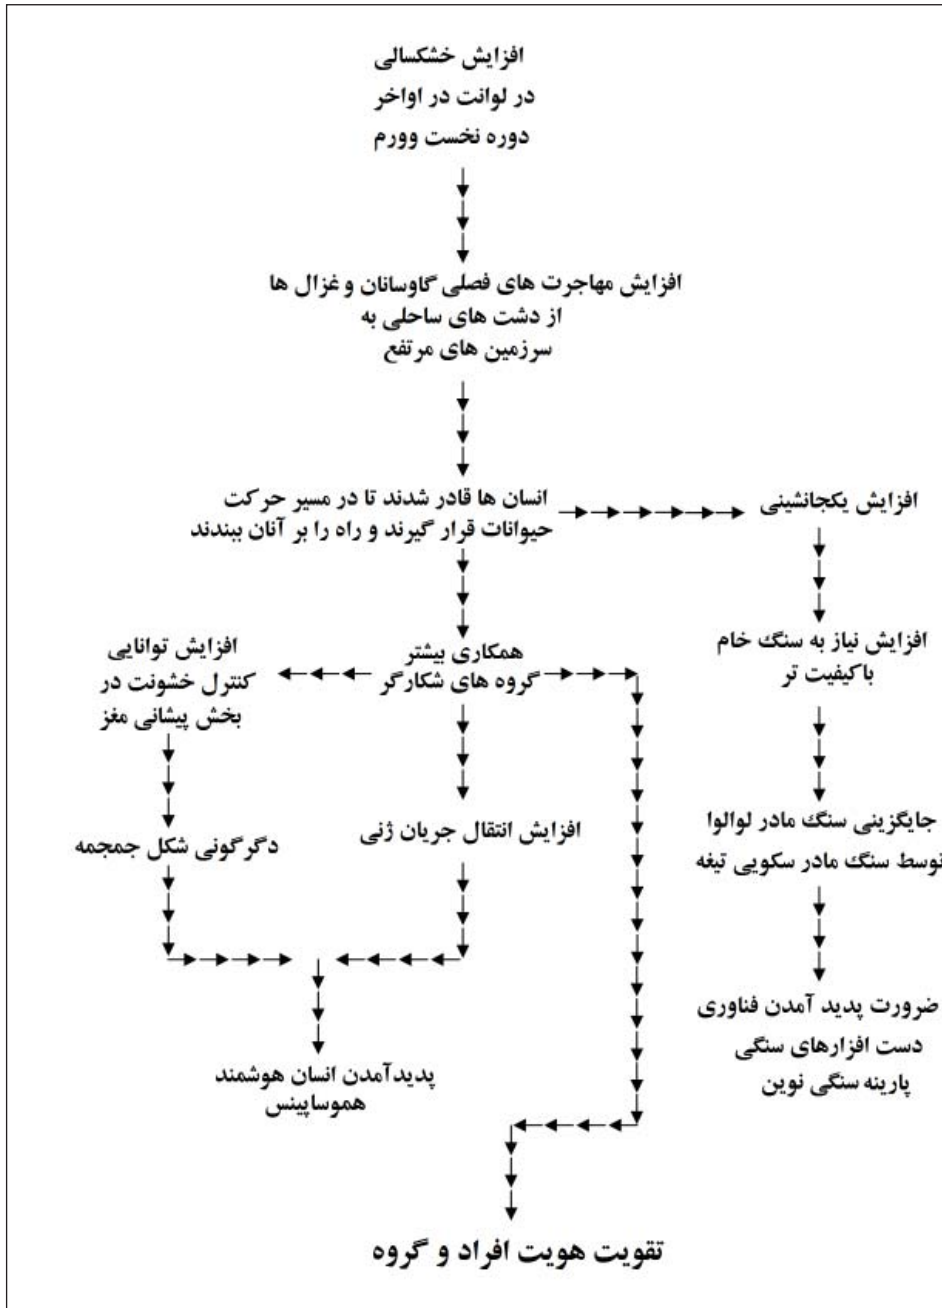 افزایش خشکسالی
در لوانت در اواخر
دوره نخست وورم
افزایش مهاجرت های فصلی گاوسانان و غزال ها
از دشت های ساحلی به
سرزمین های مرتفع
انسان ها قادر شدند تا در مسیر حرکت
حیوانات قرار گیرند و راه را بر آنان ببندند
افزایش یکجانشینی
افزایش نیاز به سنگ خام
باکیفیت تر
همکاری بیشتر
گروه های شکارگر
افزایش توانایی
کنترل خشونت در
بخش پیشانی مغز
جایگزینی سنگ مادر لوالوا
توسط سنگ مادر سکویی تیغه
افزایش انتقال جریان ژنی
دگرگونی شکل جمجمه
ضرورت پدید آمدن فناوری
دست افزارهای سنگی
پارینه سنگی نوین
پدیدآمدن انسان هوشمند
هموساپینس
تقویت هویت افراد و گروه